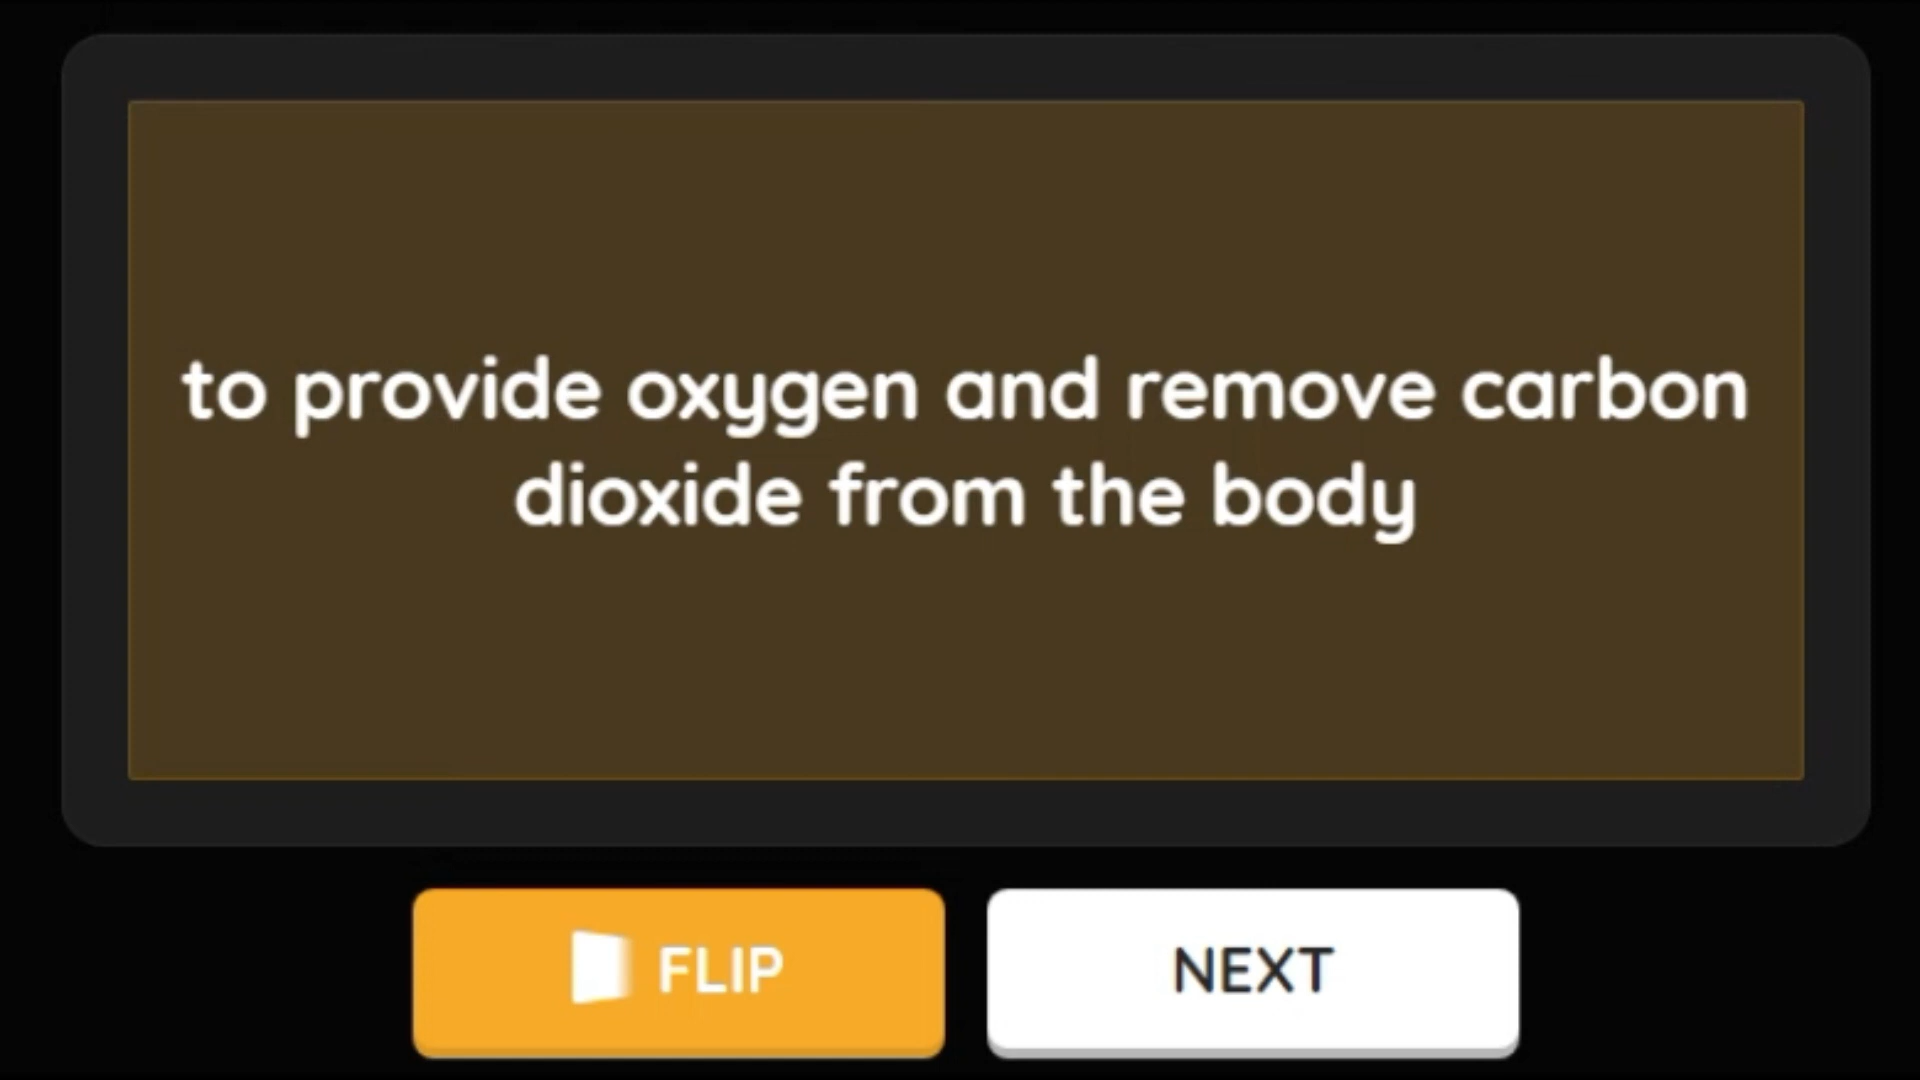 to provide oxygen and remove carbon
dioxide from the body
FLIP
NEXT